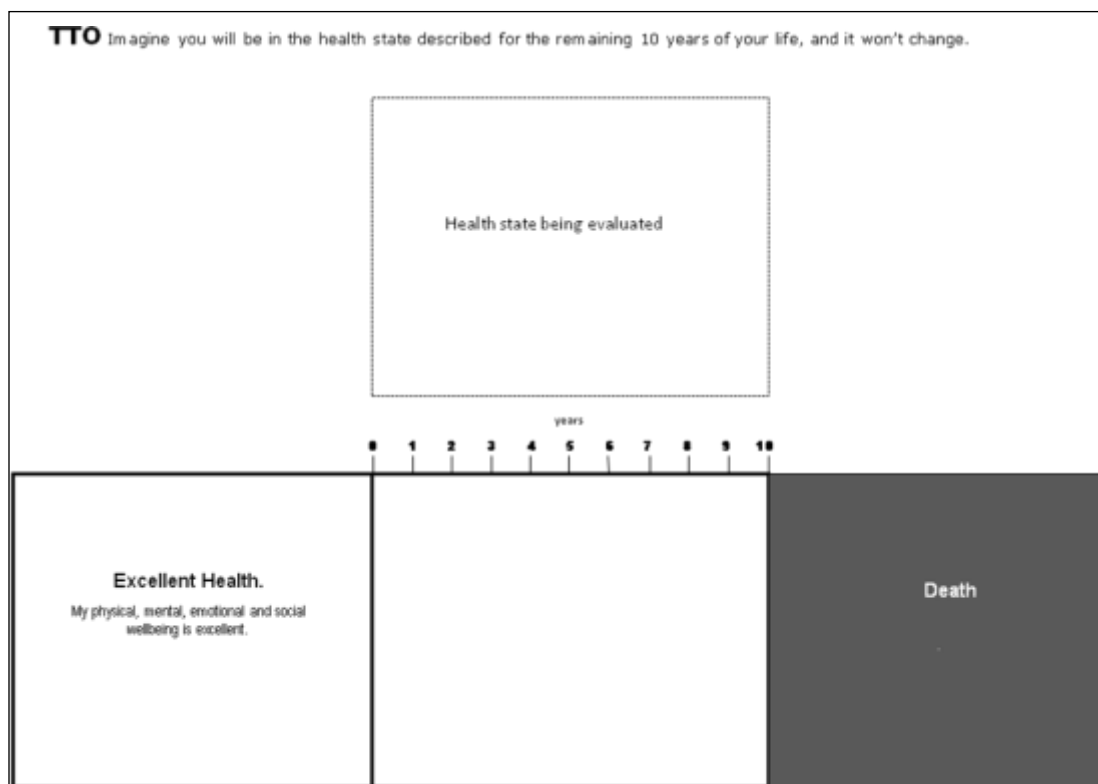 TTO Imagine you will be in the health state described for the remaining 10 years of your life, and it won't change.
Health state being evaluated
years
0 1 2 3 4 5 6 7 8 9 10
Excellent Health.
My physical, mental, emotional and social
wellbeing is excellent.
Death